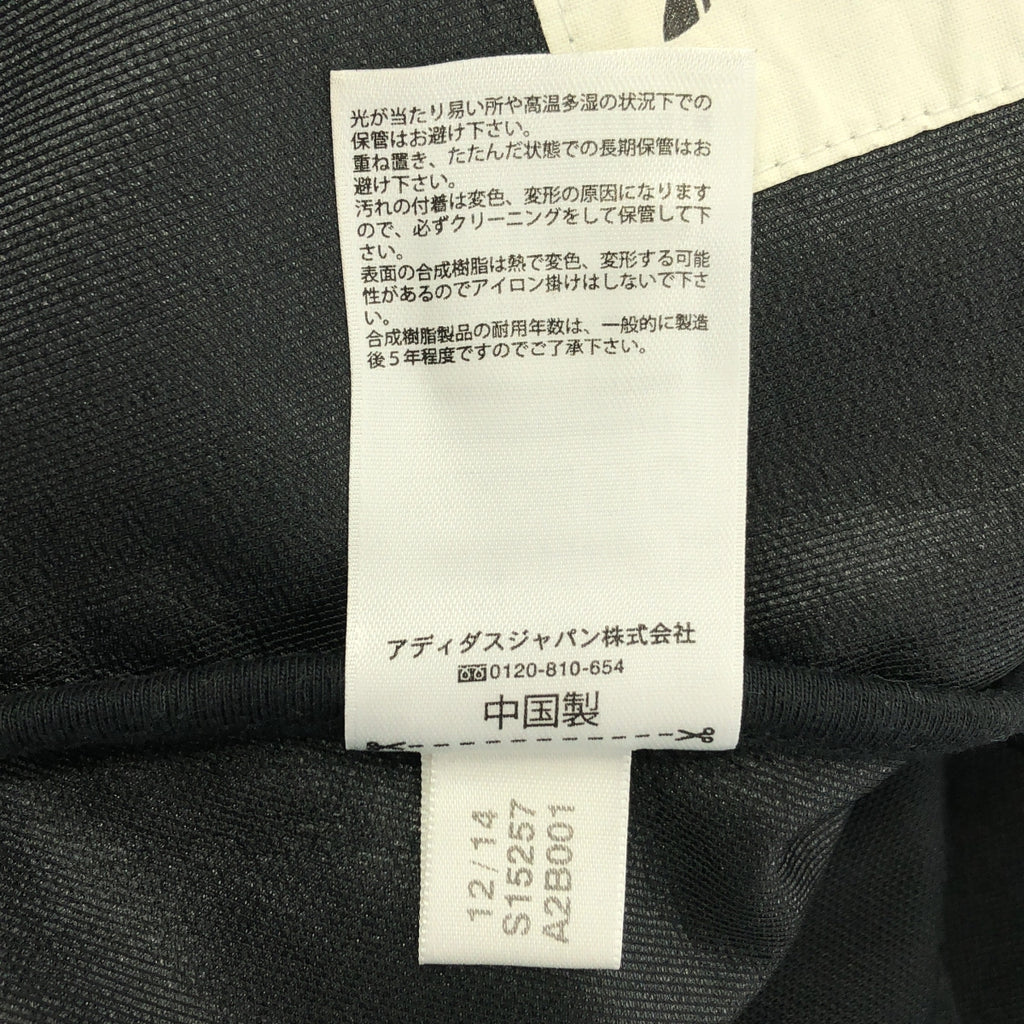 光が当たり易い所や高温多湿の状況下での
保管はお避け下さい。
重ね置き、たたんだ状態での長期保管はお
避け下さい。
汚れの付着は変色、変形の原因になります
ので、必ずクリーニングをして保管して下
さい。
表面の合成樹脂は熱で変色、変形する可能
性があるのでアイロン掛けはしないで下さ
い。
合成樹脂製品の耐用年数は、一般的に製造
後5年程度ですのでご了承下さい。
アディダスジャパン株式会社
0120-810-654
中国製
12/14
S15257
A2B001